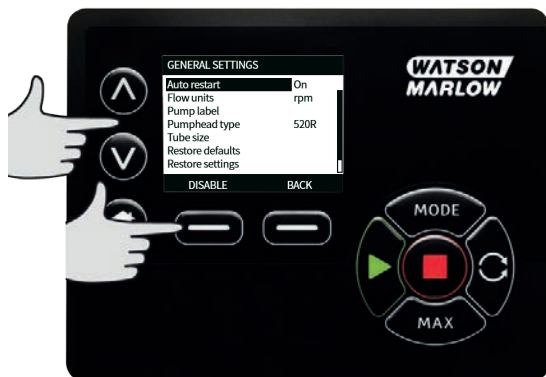 GENERAL SETTINGS
Auto restart On
Flow units rpm
Pump label
Pumphead type 520R
Tube size
Restore defaults
Restore settings
DISABLE BACK
WATSON
MARLOW
MODE
MAX